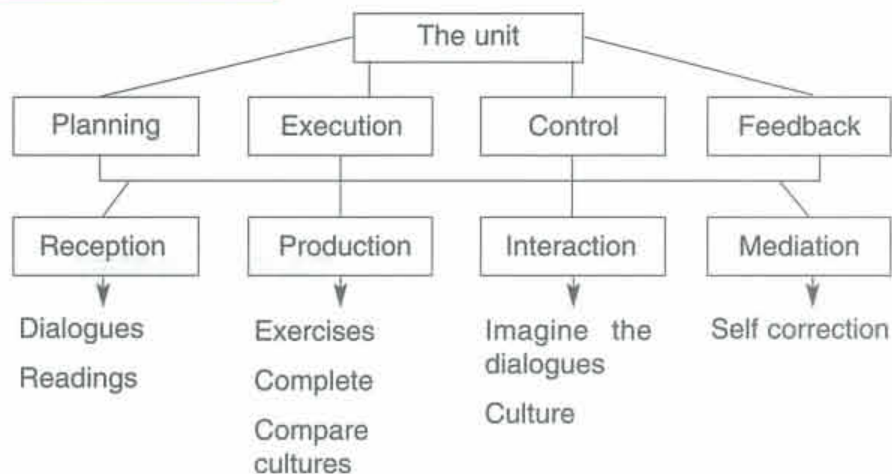 The unit
Planning
Execution
Control
Feedback
Reception
Production
Interaction
Mediation
Dialogues
Readings
Exercises
Complete
Compare
cultures
Imagine the
dialogues
Culture
Self correction